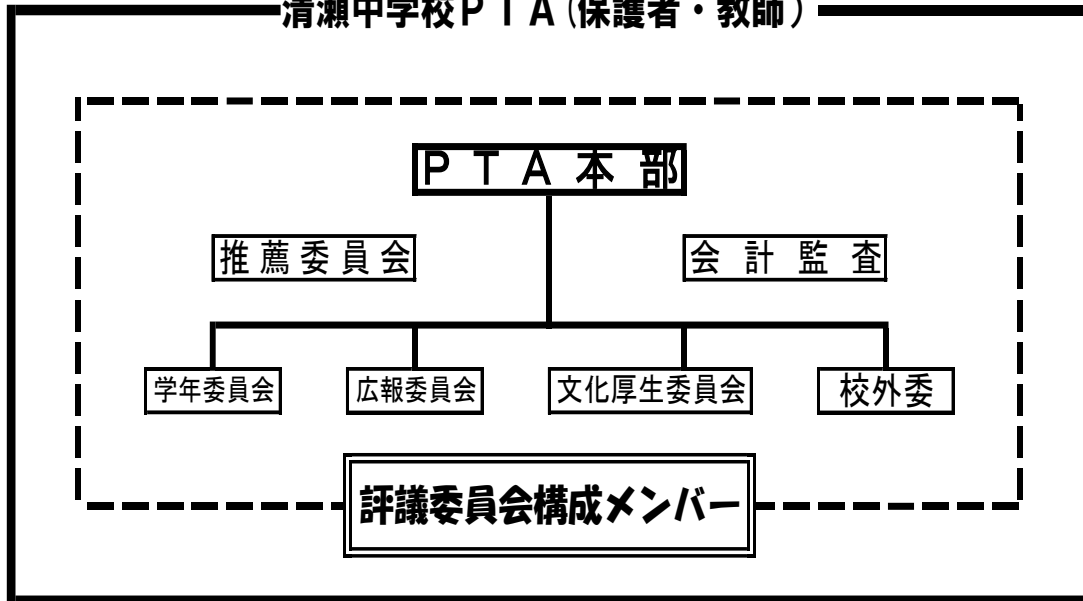 清瀬中学校PTA(保護者・教師)
PTA本部
推薦委員会
会計監査
学年委員会
広報委員会
文化厚生委員会
校外委
評議委員会構成メンバー